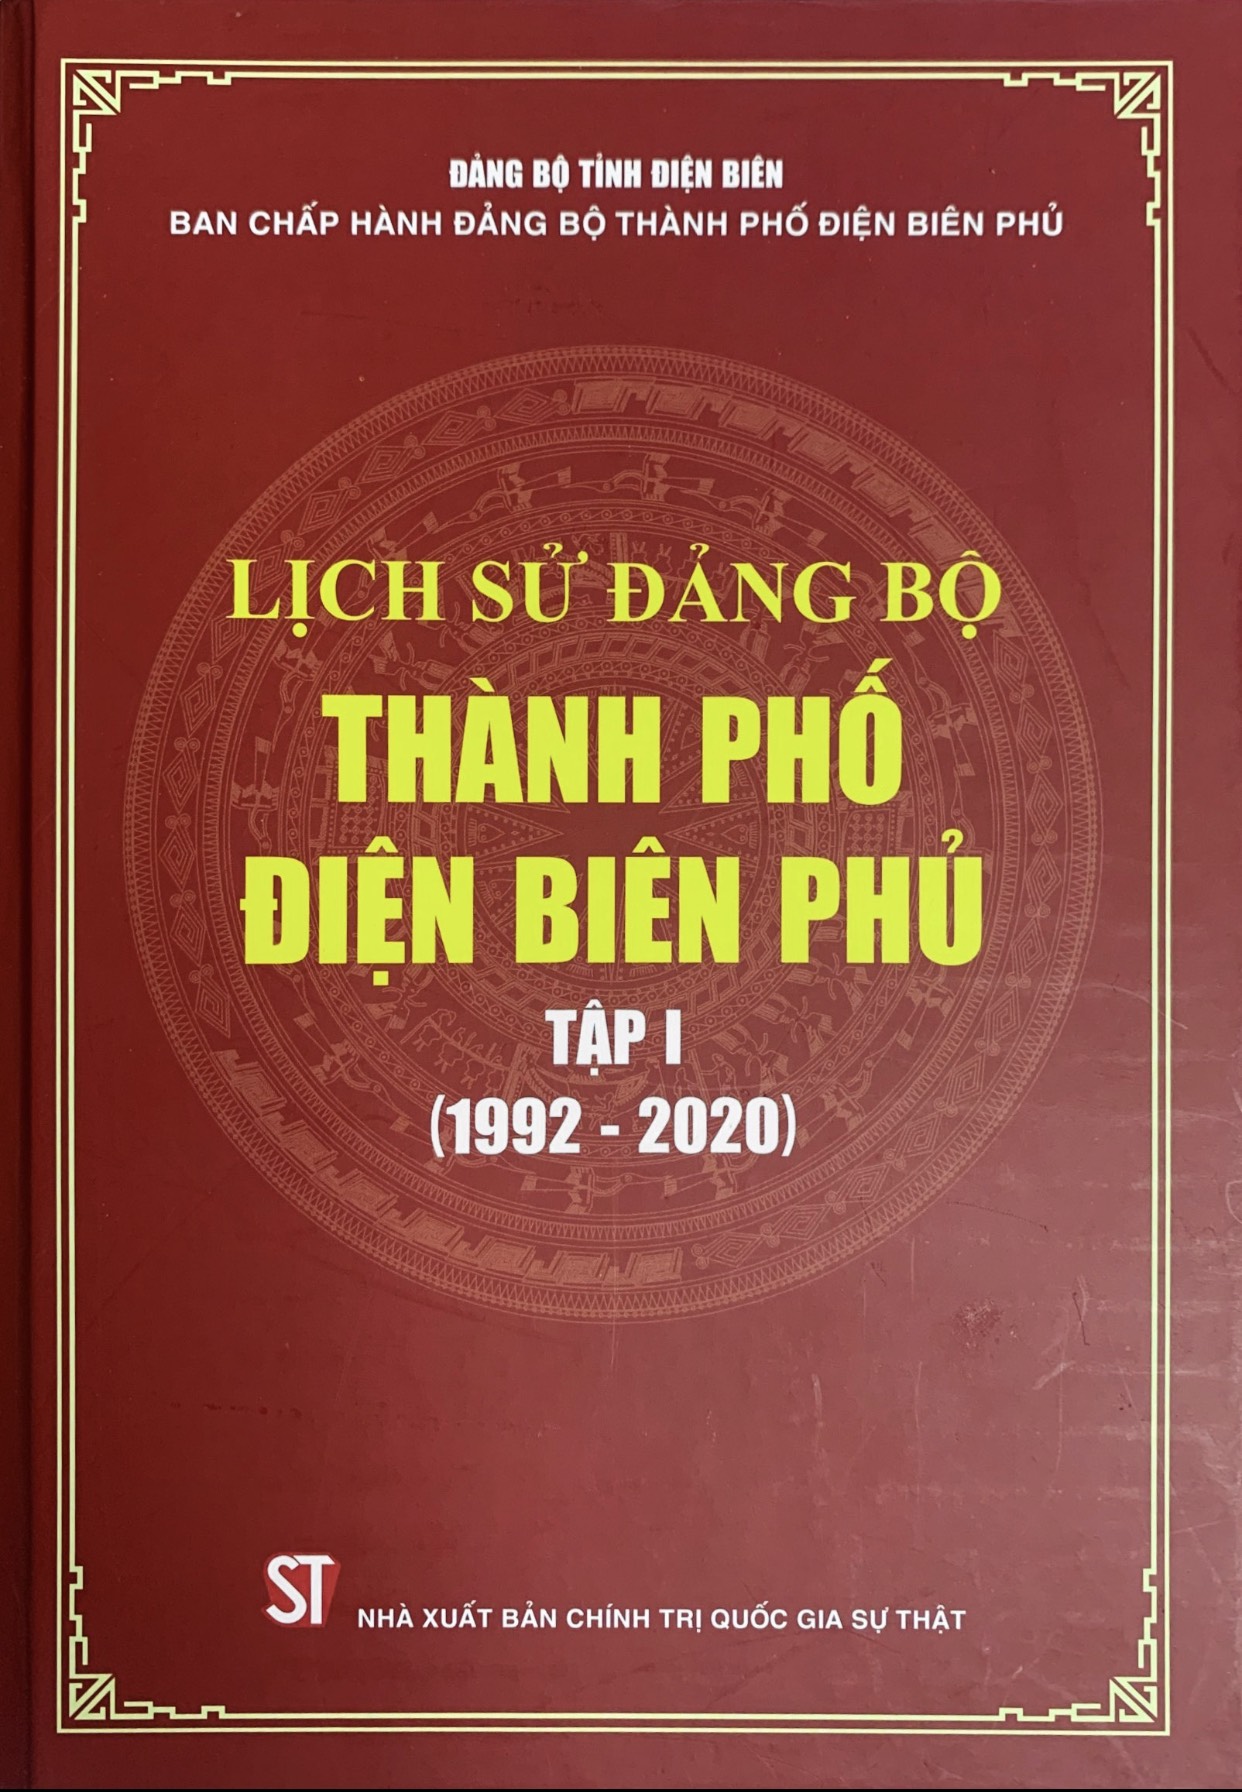 ĐẢNG BỘ TỈNH ĐIỆN BIÊN
BAN CHẤP HÀNH ĐẢNG BỘ THÀNH PHỐ ĐIỆN BIÊN PHỦ
LỊCH SỬ ĐẢNG BỘ
THÀNH PHỐ
ĐIỆN BIÊN PHỦ
TẬP I
(1992 - 2020)
ST
NHÀ XUẤT BẢN CHÍNH TRỊ QUỐC GIA SỰ THẬT